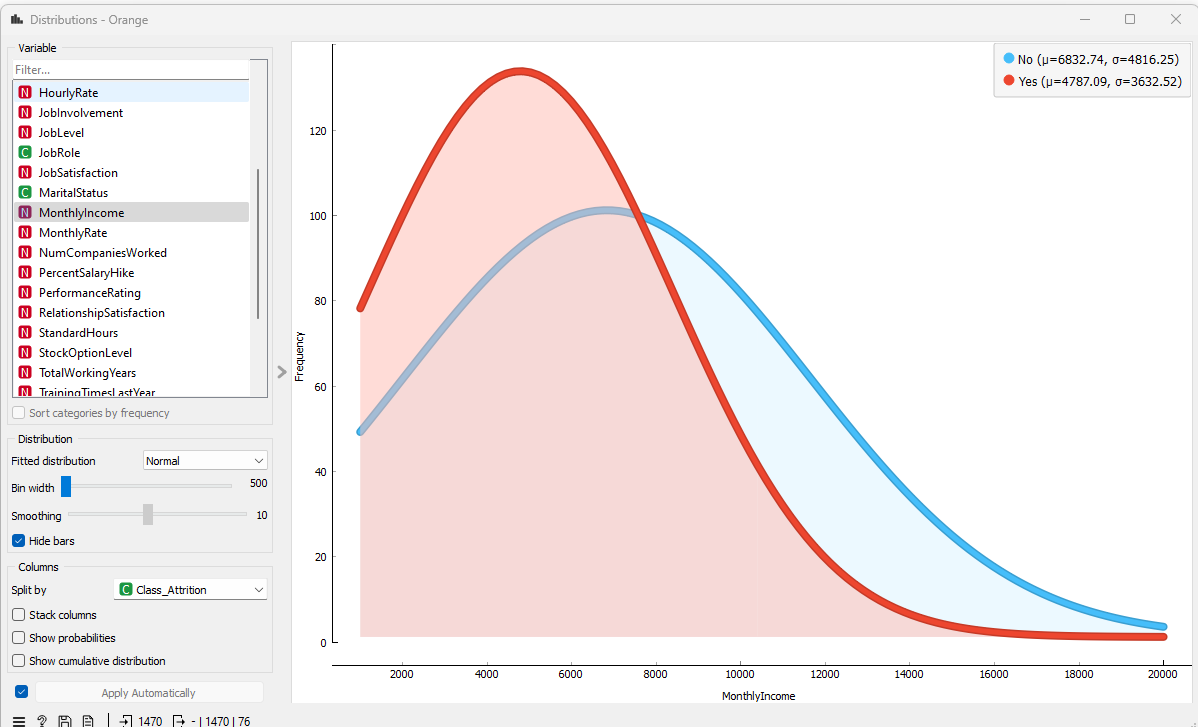 Distributions - Orange
Variable
Filter...
N HourlyRate
N JobInvolvement
N JobLevel
C JobRole
N JobSatisfaction
C MaritalStatus
N MonthlyIncome
N MonthlyRate
N NumCompaniesWorked
N PercentSalaryHike
N PerformanceRating
N RelationshipSatisfaction
N StandardHours
N StockOptionLevel
N TotalWorkingYears
N TrainingTimesLastYear
Sort categories by frequency
Distribution
Fitted distribution Normal
Bin width 500
Smoothing 10
Hide bars
Columns
Split by C Class_Attrition
Stack columns
Show probabilities
Show cumulative distribution
Apply Automatically
? 1470 - | 1470 | 76
No (μ=6832.74, σ=4816.25)
Yes (μ=4787.09, σ=3632.52)
Frequency
120
100
80
60
40
20
0
2000 4000 6000 8000 10000 12000 14000 16000 18000 20000
MonthlyIncome